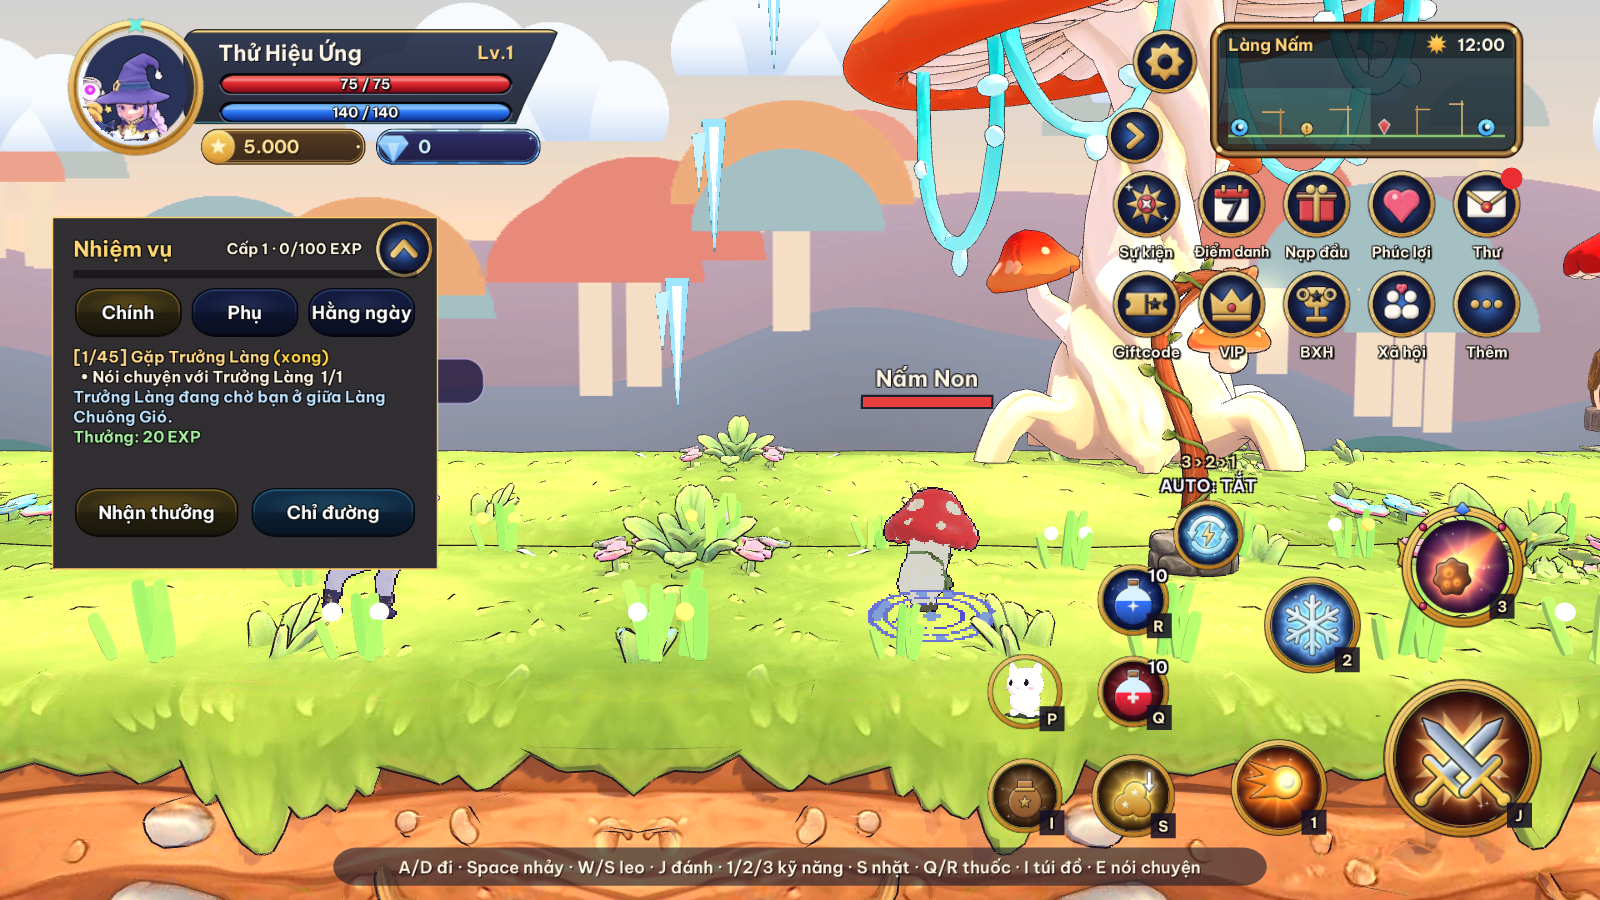 Thử Hiệu Ứng
Lv.1
75 / 75
140 / 140
5.000
0
Làng Nấm
12:00
7
Sự kiện
Điểm danh
Nạp đầu
Phúc lợi
Thư
Giftcode
VIP
BXH
Xã hội
Thêm
Nhiệm vụ
Cấp 1 · 0/100 EXP
Chính
Phụ
Hằng ngày
[1/45] Gặp Trưởng Làng (xong)
• Nói chuyện với Trưởng Làng 1/1
Trưởng Làng đang chờ bạn ở giữa Làng
Chuông Gió.
Thưởng: 20 EXP
Nhận thưởng
Chỉ đường
Nấm Non
3›2›1
AUTO: TẮT
10
R
3
2
10
P
Q
I
S
1
J
A/D đi · Space nhảy · W/S leo · J đánh · 1/2/3 kỹ năng · S nhặt · Q/R thuốc · I túi đồ · E nói chuyện